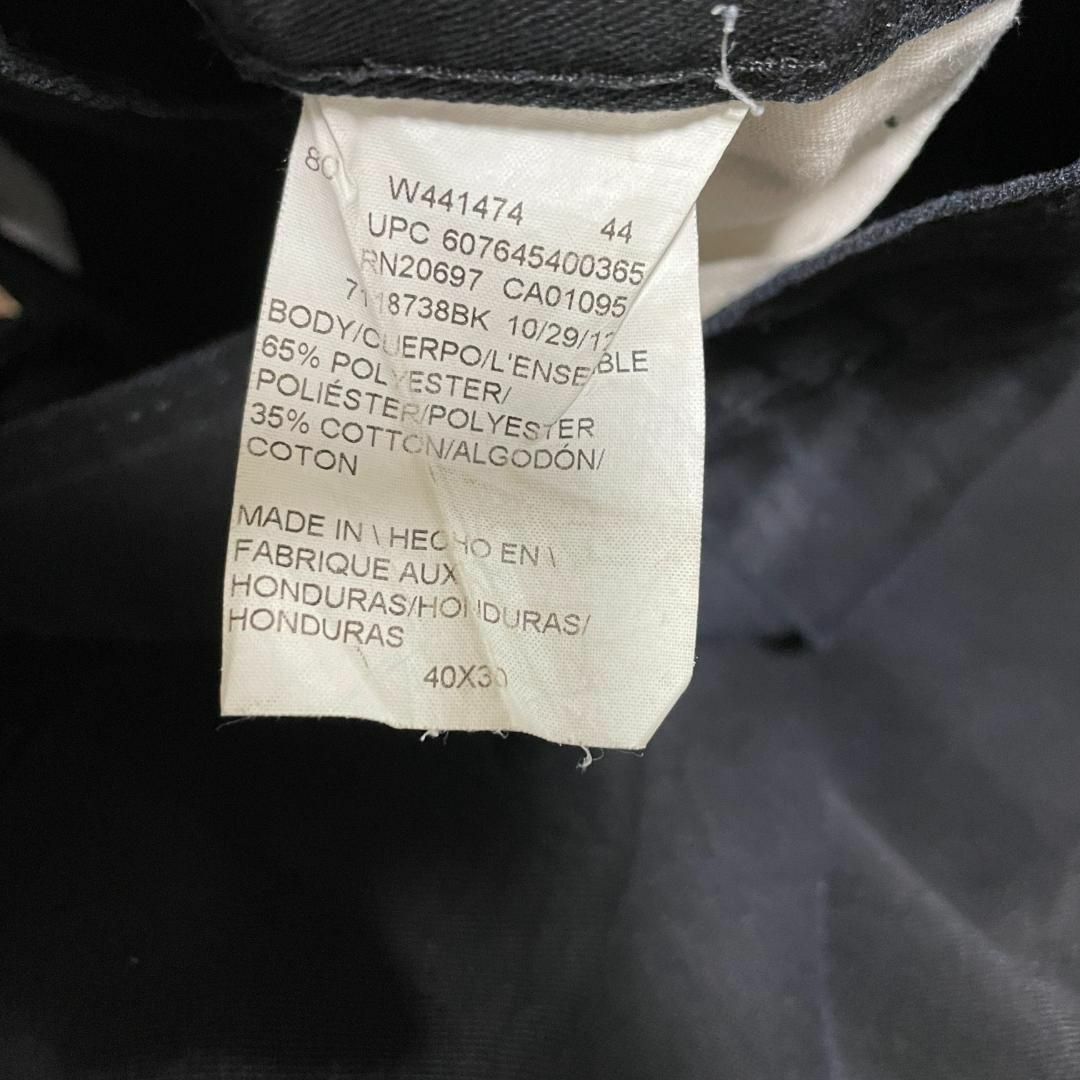 W441474 44
UPC 607645400365
RN20697 CA01095
BODY/CUERPO/L'ENSEBLE
65% POLYESTER/
POLIÉSTER/POLYESTER
35% COTTON/ALGODÓN/
COTON
MADE IN \ HECHO EN \
FABRIQUE AUX
HONDURAS/HONDURAS/
HONDURAS
40X30